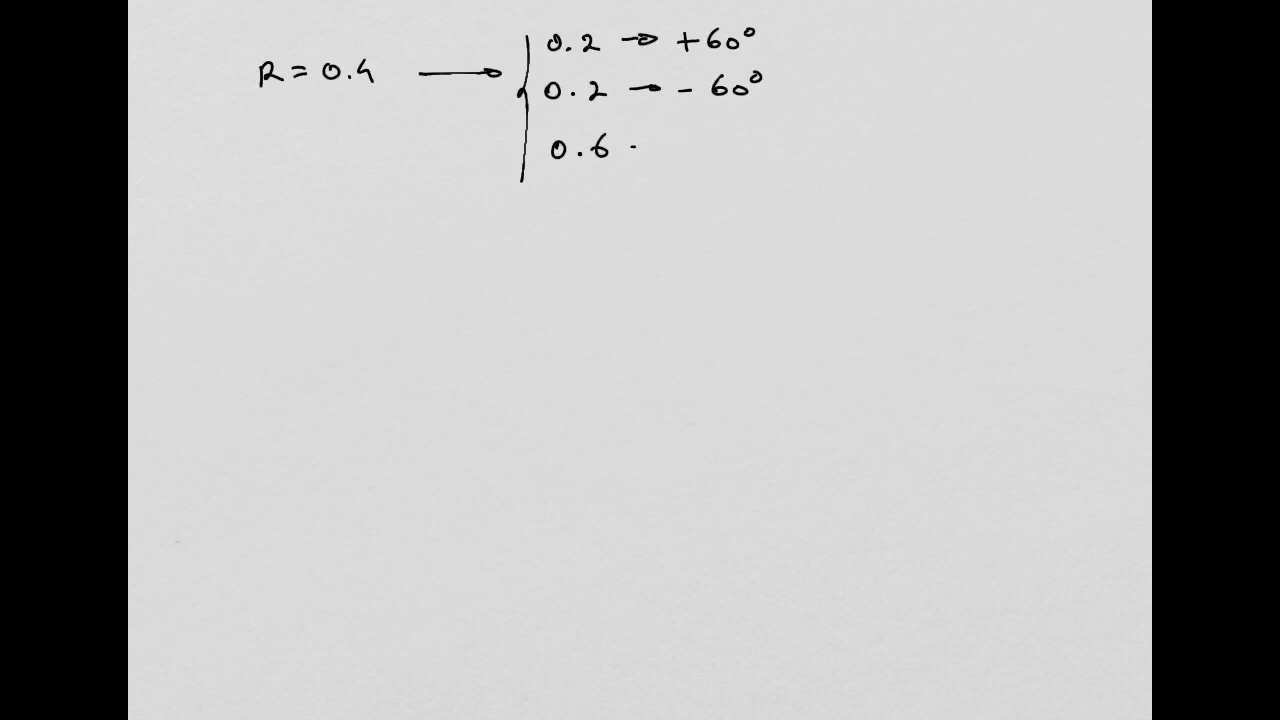 R = 0.4 → { 0.2 → +60°
0.2 → - 60°
0.6 -